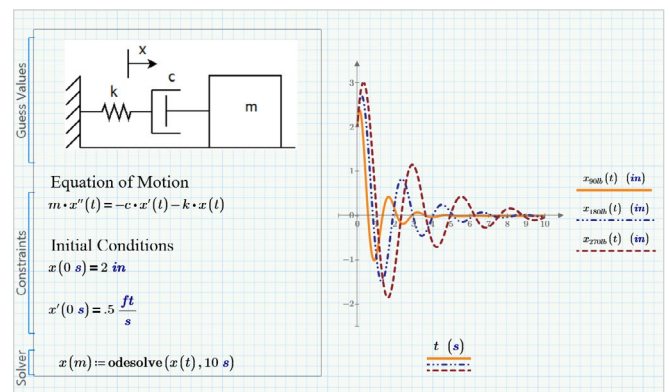 Guess Values
x
k
c
m
Equation of Motion
m•x''(t)=−c•x'(t)−k•x(t)
Constraints
Initial Conditions
x(0 s)=2 in
x'(0 s)=.5 ft/s
Solver
x(m)≔odesolve(x(t),10 s)
3
2
−1
−2
0 1 2 3 4 5 6 7 8 9 10
x90lb(t) (in)
x180lb(t) (in)
x270lb(t) (in)
t (s)